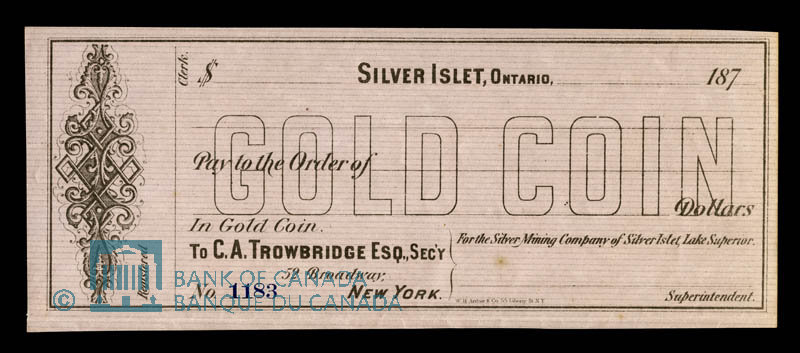 Clerk.
$
SILVER ISLET, ONTARIO, 187
GOLD COIN
Pay to the Order of
Dollars
In Gold Coin.
To C.A. TROWBRIDGE ESQ., SEC'Y
52 Broadway,
No. 1183 NEW YORK.
For the Silver Mining Company of Silver Islet, Lake Superior.
Superintendent.
Registered
© BANK OF CANADA
BANQUE DU CANADA